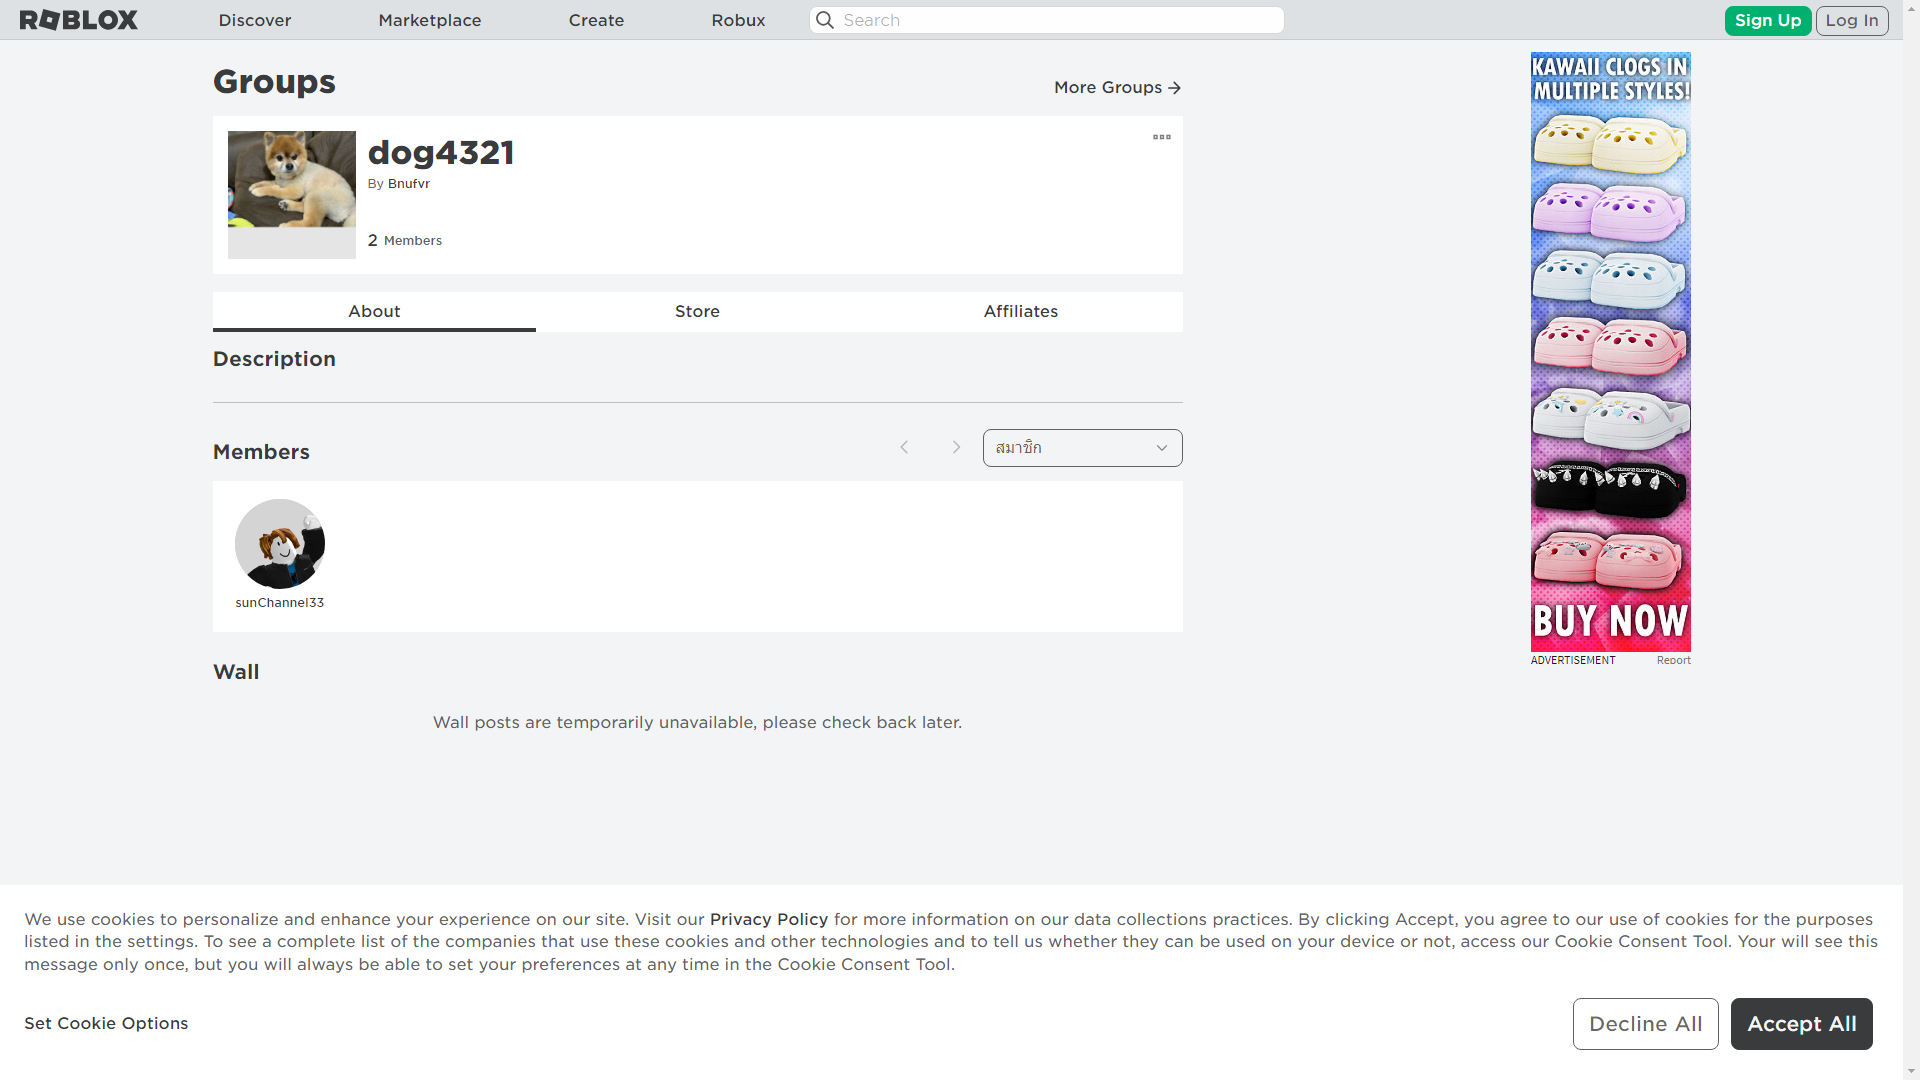 ROBLOX
Discover
Marketplace
Create
Robux
Search
Sign Up
Log In
Groups
More Groups
dog4321
By Bnufvr
2 Members
About
Store
Affiliates
Description
Members
สมาชิก
sunChannel33
Wall
Wall posts are temporarily unavailable, please check back later.
KAWAII CLOGS IN
MULTIPLE STYLES!
BUY NOW
ADVERTISEMENT
Report
We use cookies to personalize and enhance your experience on our site. Visit our Privacy Policy for more information on our data collections practices. By clicking Accept, you agree to our use of cookies for the purposes
listed in the settings. To see a complete list of the companies that use these cookies and other technologies and to tell us whether they can be used on your device or not, access our Cookie Consent Tool. Your will see this
message only once, but you will always be able to set your preferences at any time in the Cookie Consent Tool.
Set Cookie Options
Decline All
Accept All